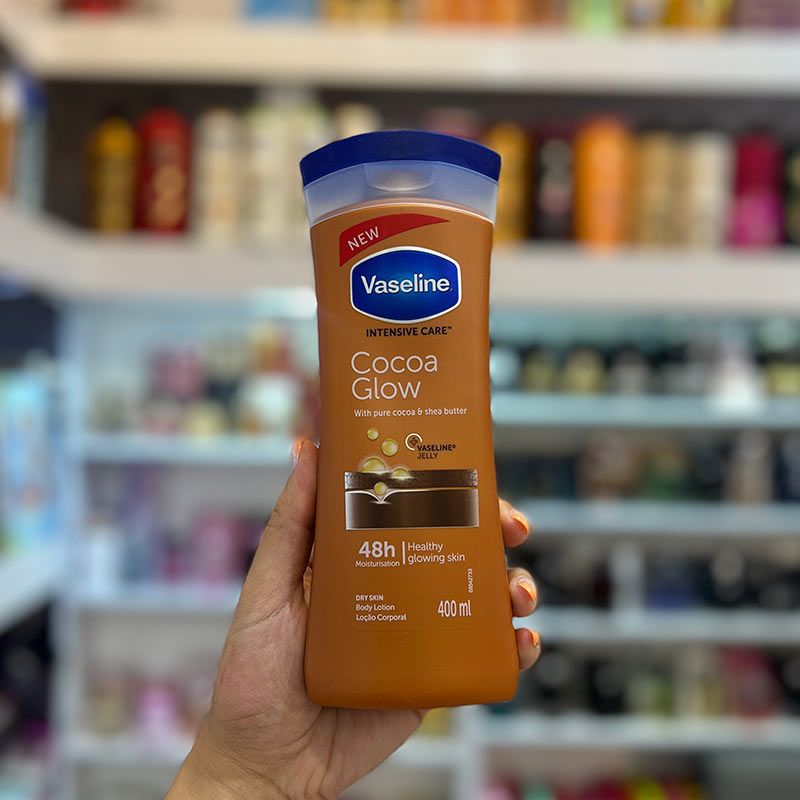 NEW
Vaseline
INTENSIVE CARE™
Cocoa
Glow
With pure cocoa & shea butter
VASELINE®
JELLY
48h
Moisturisation
Healthy
glowing skin
DRY SKIN
Body Lotion
Loção Corporal
400 ml